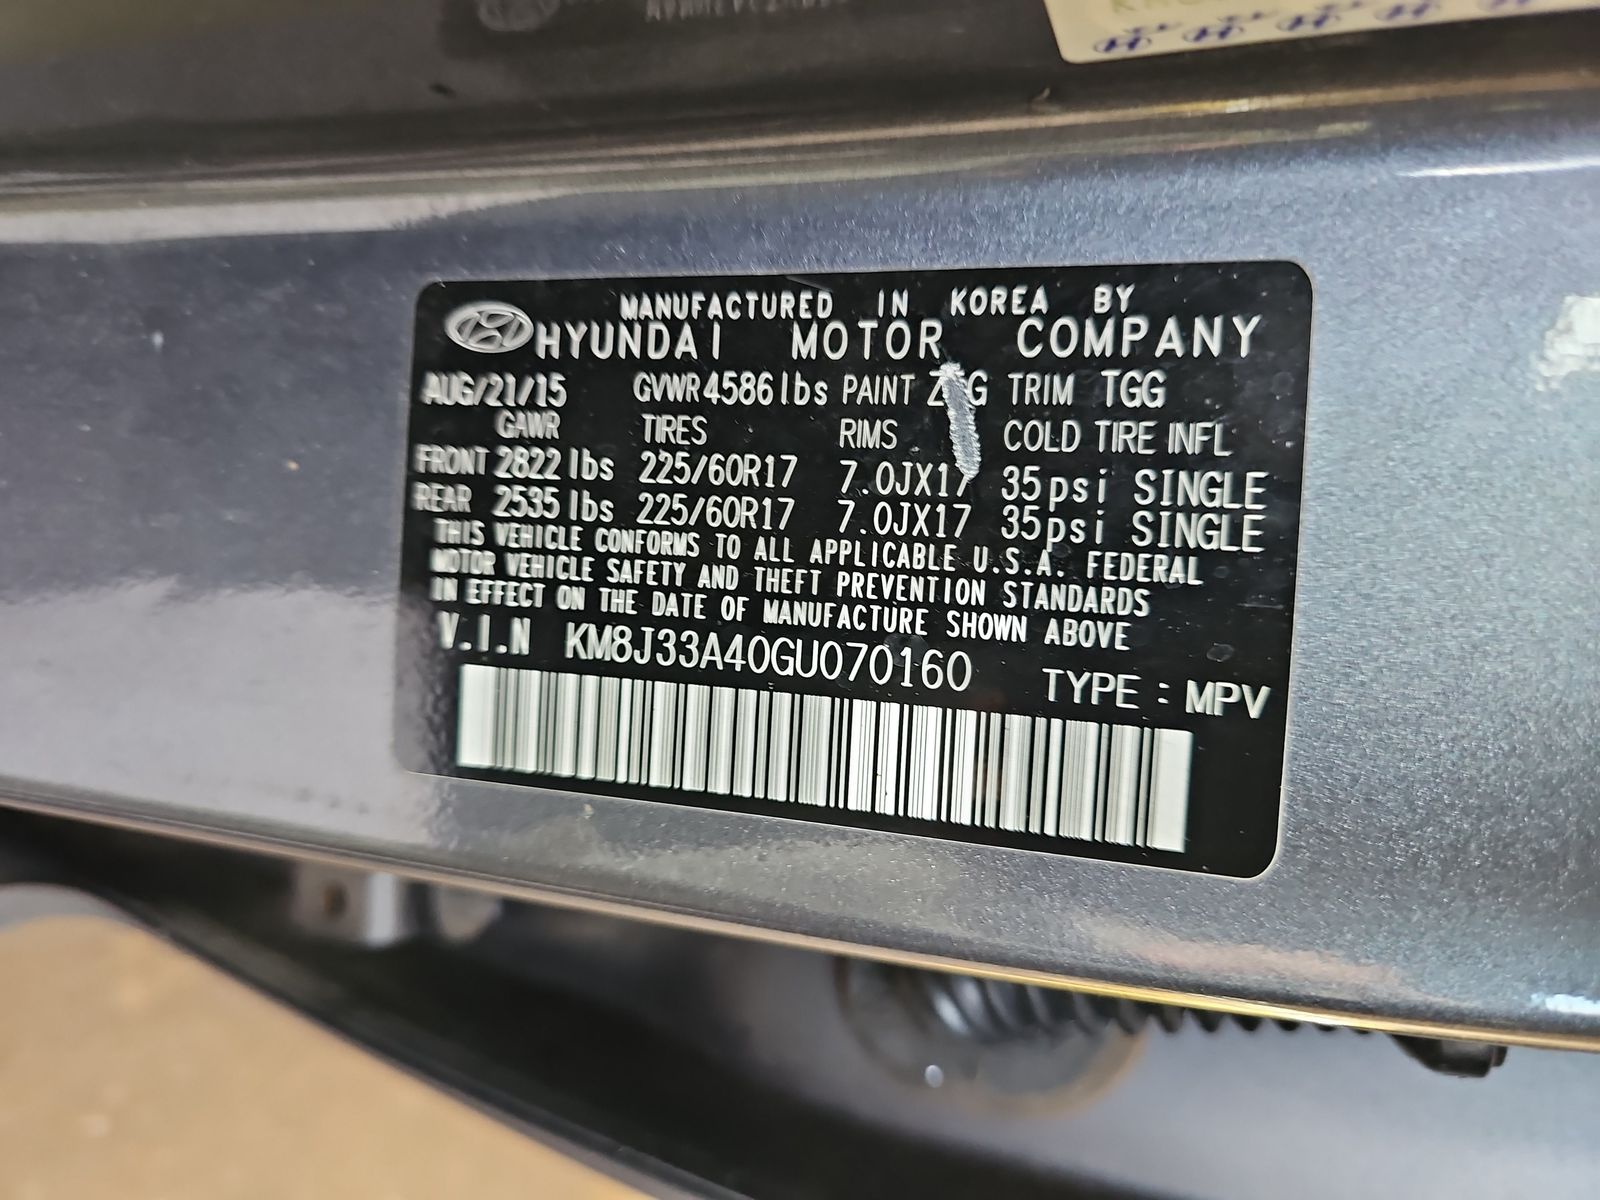 MANUFACTURED IN KOREA BY
HYUNDAI MOTOR COMPANY
AUG/21/15 GVWR 4586 lbs PAINT TRIM TGG
GAWR TIRES RIMS COLD TIRE INFL
FRONT 2822 lbs 225/60R17 7.0JX17 35psi SINGLE
REAR 2535 lbs 225/60R17 7.0JX17 35psi SINGLE
THIS VEHICLE CONFORMS TO ALL APPLICABLE U.S.A. FEDERAL
MOTOR VEHICLE SAFETY AND THEFT PREVENTION STANDARDS
IN EFFECT ON THE DATE OF MANUFACTURE SHOWN ABOVE
V.I.N KM8J33A40GU070160 TYPE : MPV